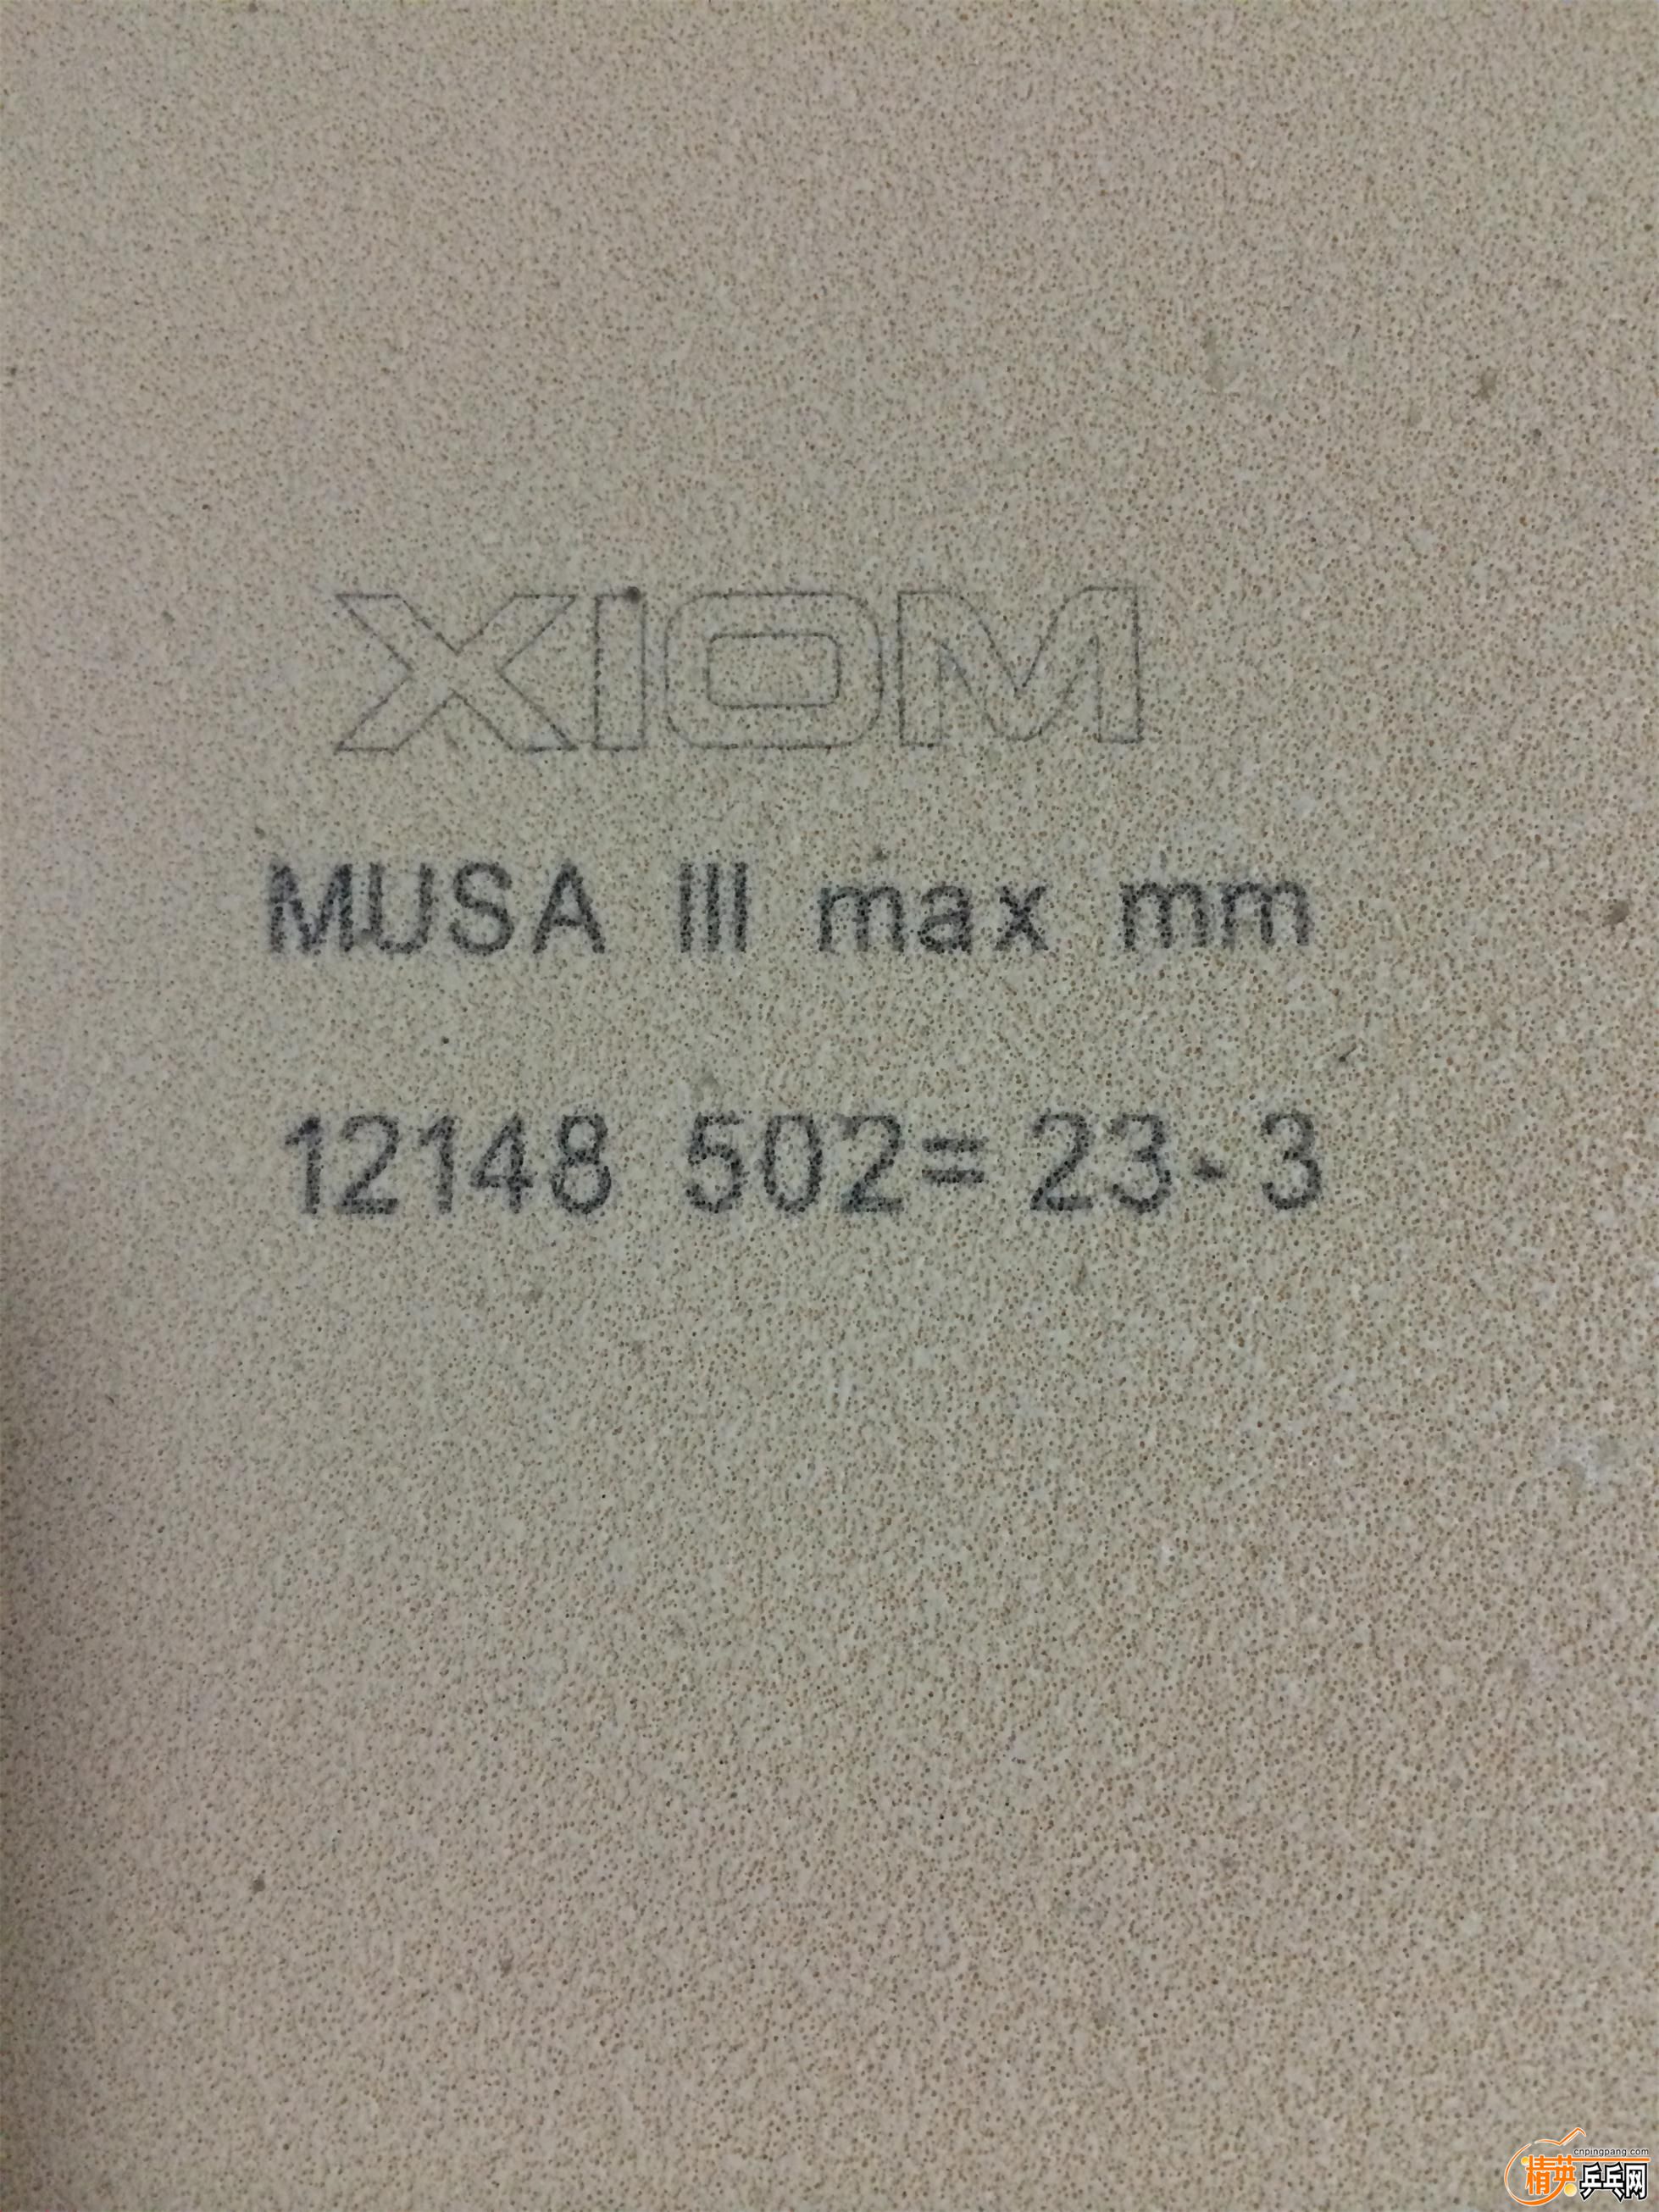 XIOM
MUSA III max mm
12148 502=23-3
cnpingpang.com
精英乒乓网